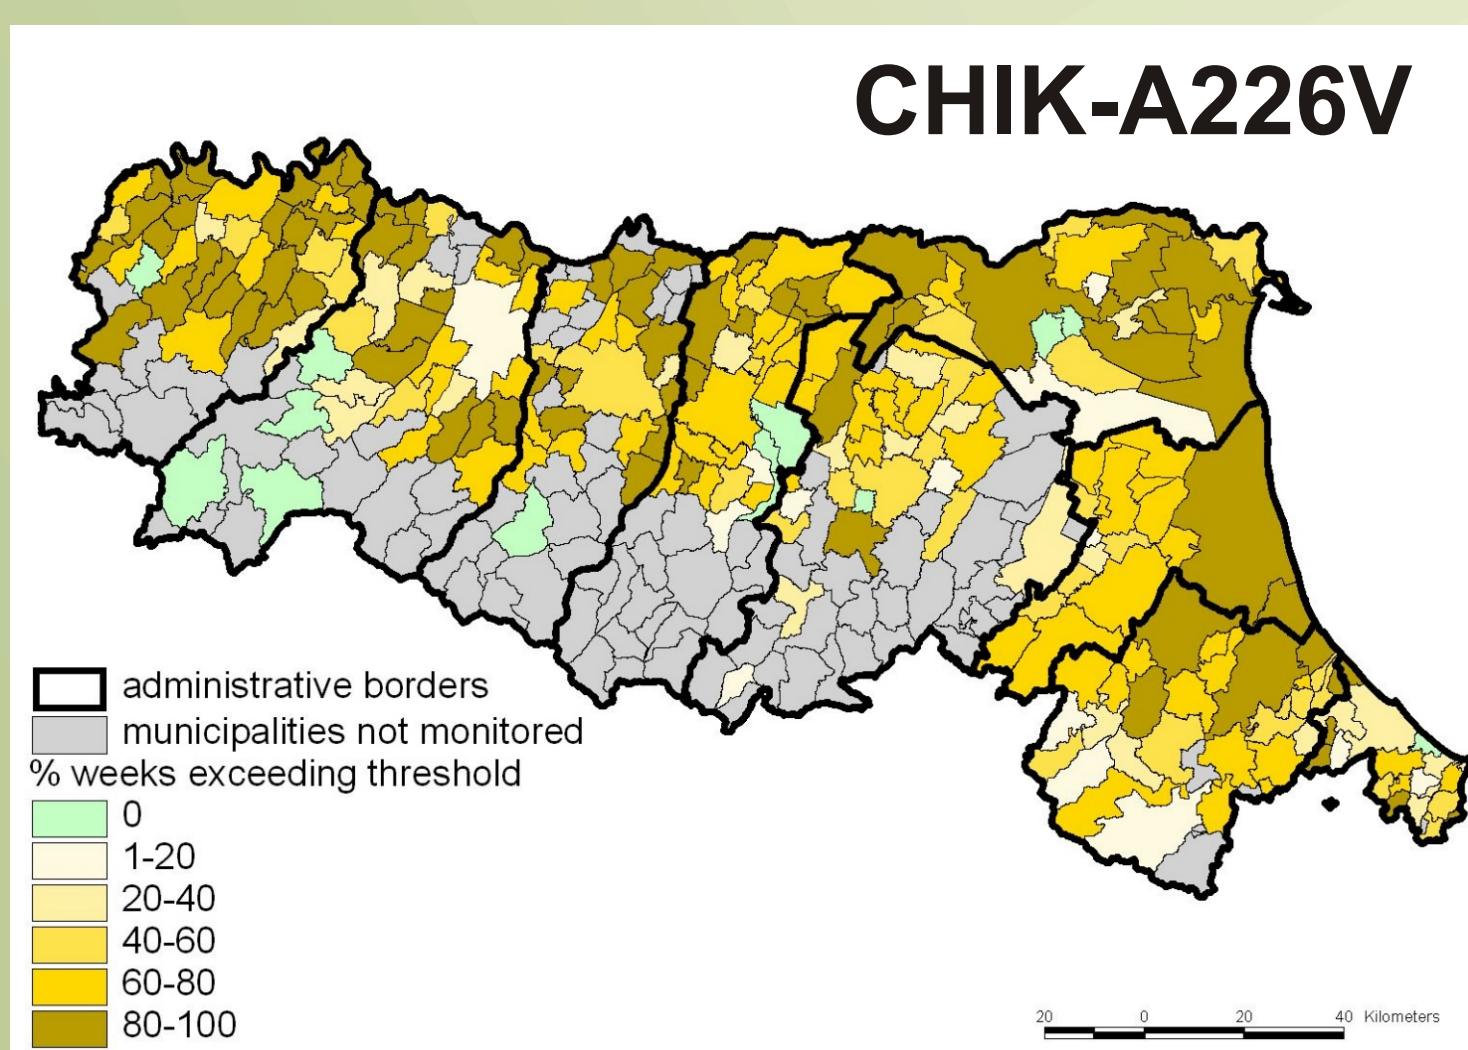 CHIK-A226V
administrative borders
municipalities not monitored
% weeks exceeding threshold
0
1-20
20-40
40-60
60-80
80-100
20 0 20 40 Kilometers